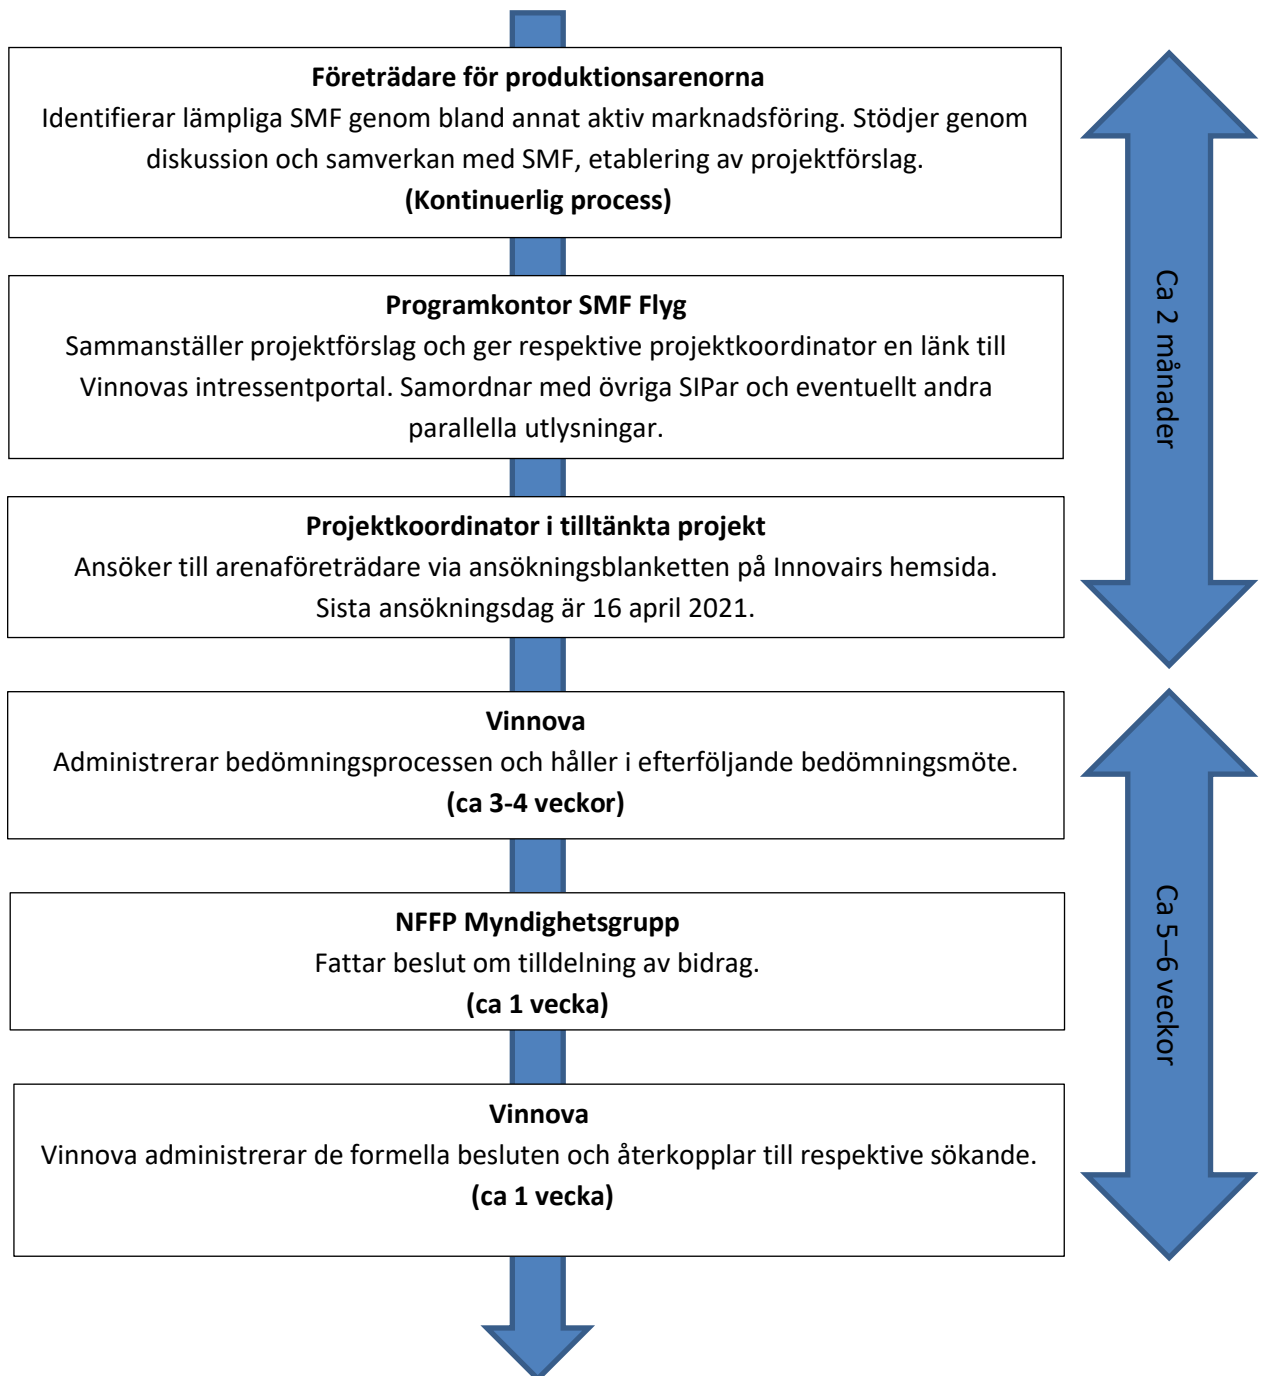 Företrädare för produktionsarenorna
Identifierar lämpliga SMF genom bland annat aktiv marknadsföring. Stödjer genom
diskussion och samverkan med SMF, etablering av projektförslag.
(Kontinuerlig process)
Programkontor SMF Flyg
Sammanställer projektförslag och ger respektive projektkoordinator en länk till
Vinnovas intressentportal. Samordnar med övriga SIPar och eventuellt andra
parallella utlysningar.
Projektkoordinator i tilltänkta projekt
Ansöker till arenaföreträdare via ansökningsblanketten på Innovairs hemsida.
Sista ansökningsdag är 16 april 2021.
Ca 2 månader
Vinnova
Administrerar bedömningsprocessen och håller i efterföljande bedömningsmöte.
(ca 3-4 veckor)
NFFP Myndighetsgrupp
Fattar beslut om tilldelning av bidrag.
(ca 1 vecka)
Vinnova
Vinnova administrerar de formella besluten och återkopplar till respektive sökande.
(ca 1 vecka)
Ca 5–6 veckor